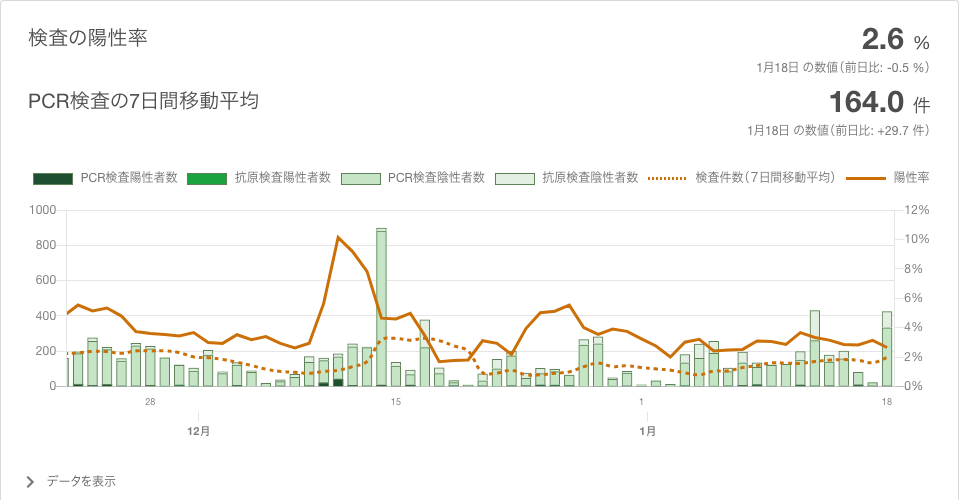 検査の陽性率
2.6 %
1月18日 の数値（前日比: -0.5 %）
PCR検査の7日間移動平均
164.0 件
1月18日 の数値（前日比: +29.7 件）
PCR検査陽性者数 抗原検査陽性者数 PCR検査陰性者数 抗原検査陰性者数 検査件数（7日間移動平均） 陽性率
1000 12%
10%
800
8%
600
6%
400
4%
200
2%
0 0%
28 15 1 18
12月 1月
データを表示